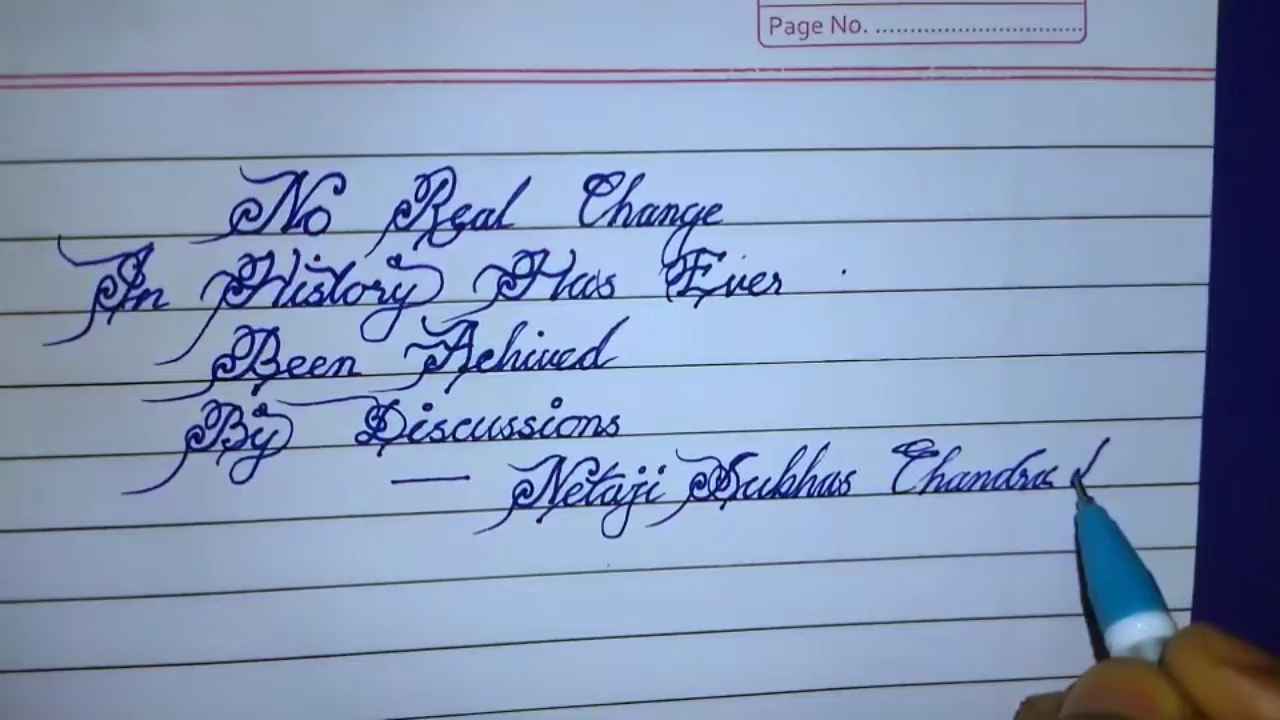 Page No. ................................
No Real Change
In History Has Ever
Been Achived
By Discussions
— Netaji Subhas Chandra